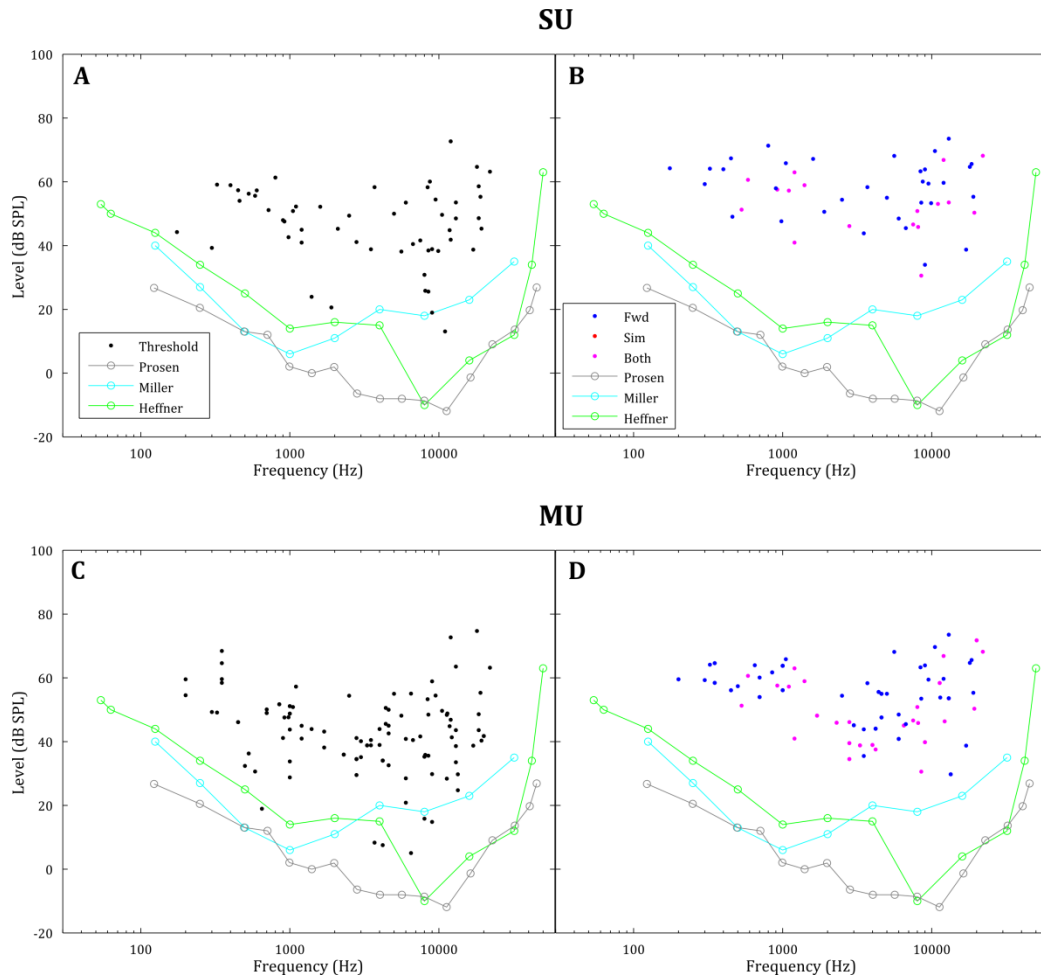 SU
A
B
Level (dB SPL)
100
80
60
40
20
0
-20
Threshold
Prosen
Miller
Heffner
Fwd
Sim
Both
Prosen
Miller
Heffner
100 1000 10000
100 1000 10000
Frequency (Hz)
Frequency (Hz)
MU
C
D
Level (dB SPL)
100
80
60
40
20
0
-20
100 1000 10000
100 1000 10000
Frequency (Hz)
Frequency (Hz)